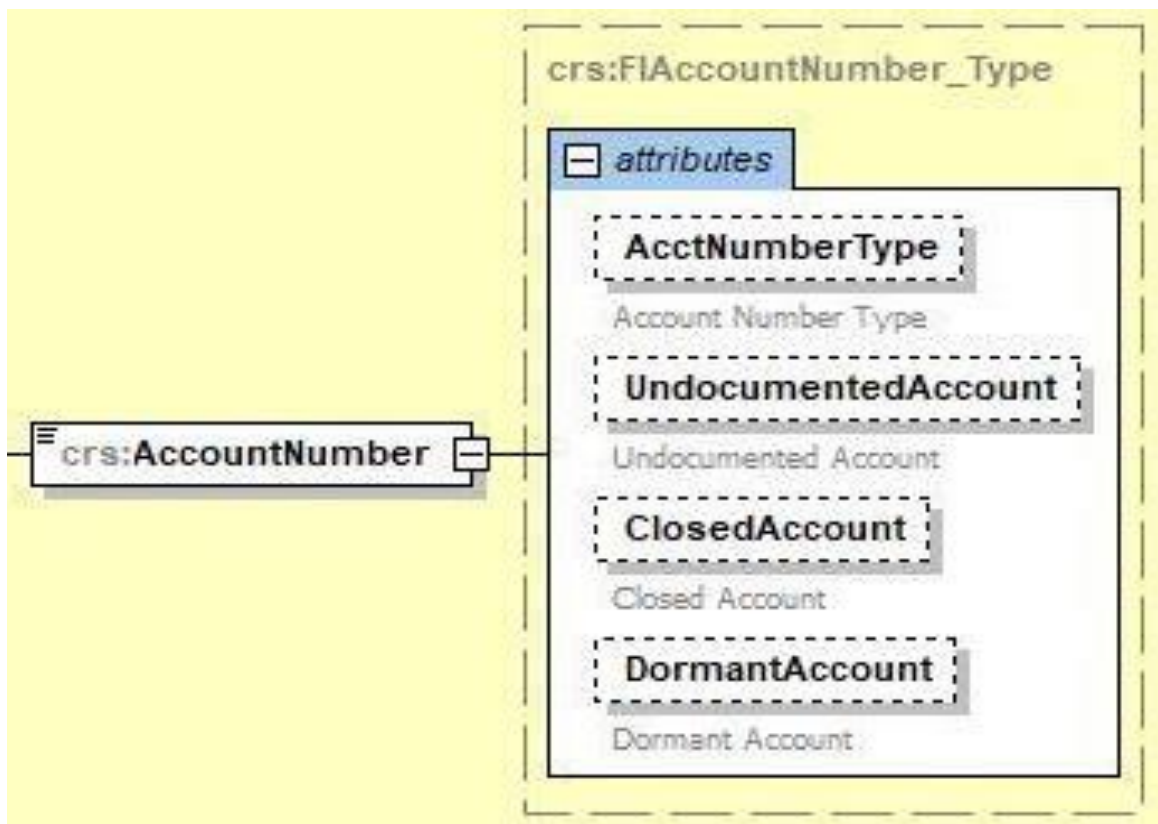 crs:FIAccountNumber_Type
attributes
AcctNumberType
Account Number Type
UndocumentedAccount
Undocumented Account
crs:AccountNumber
ClosedAccount
Closed Account
DormantAccount
Dormant Account